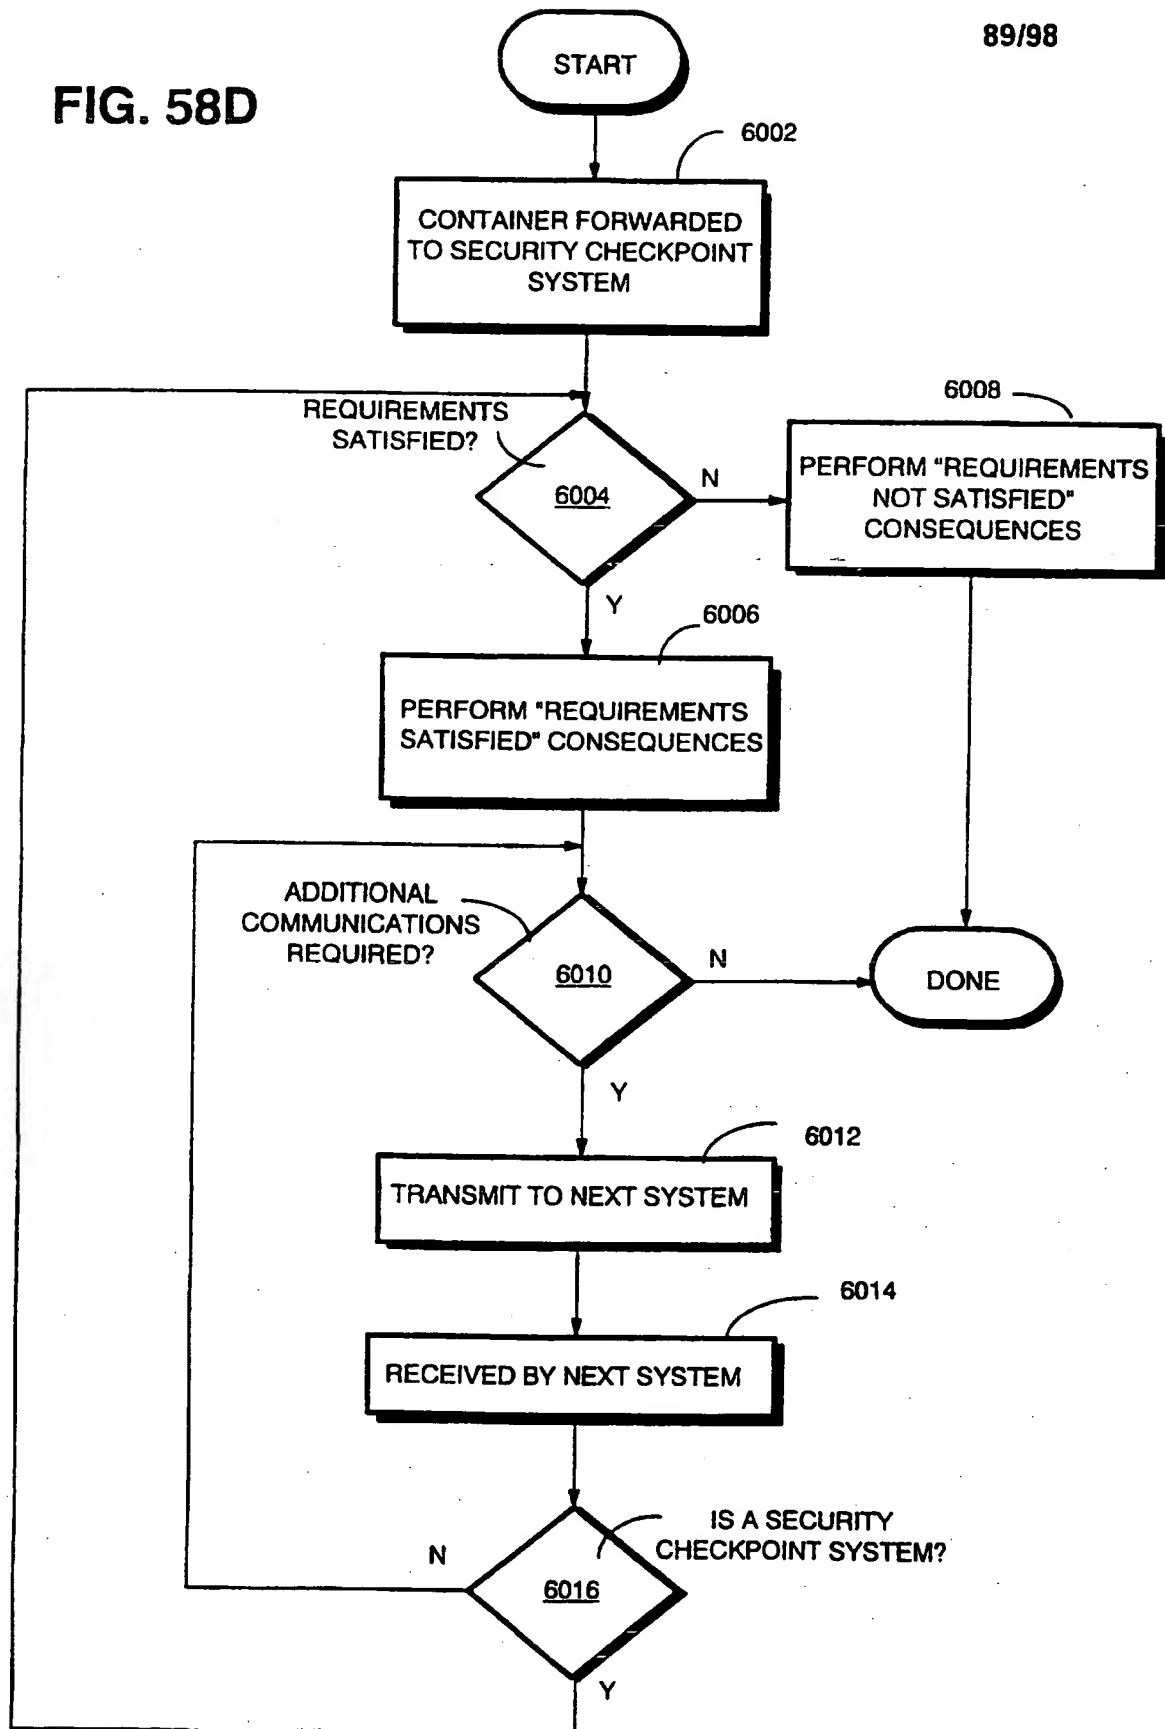 89/98
FIG. 58D
START
6002
CONTAINER FORWARDED
TO SECURITY CHECKPOINT
SYSTEM
REQUIREMENTS
SATISFIED?
6004
N
Y
6008
PERFORM "REQUIREMENTS
NOT SATISFIED"
CONSEQUENCES
6006
PERFORM "REQUIREMENTS
SATISFIED" CONSEQUENCES
ADDITIONAL
COMMUNICATIONS
REQUIRED?
6010
N
DONE
Y
6012
TRANSMIT TO NEXT SYSTEM
6014
RECEIVED BY NEXT SYSTEM
IS A SECURITY
CHECKPOINT SYSTEM?
N
6016
Y